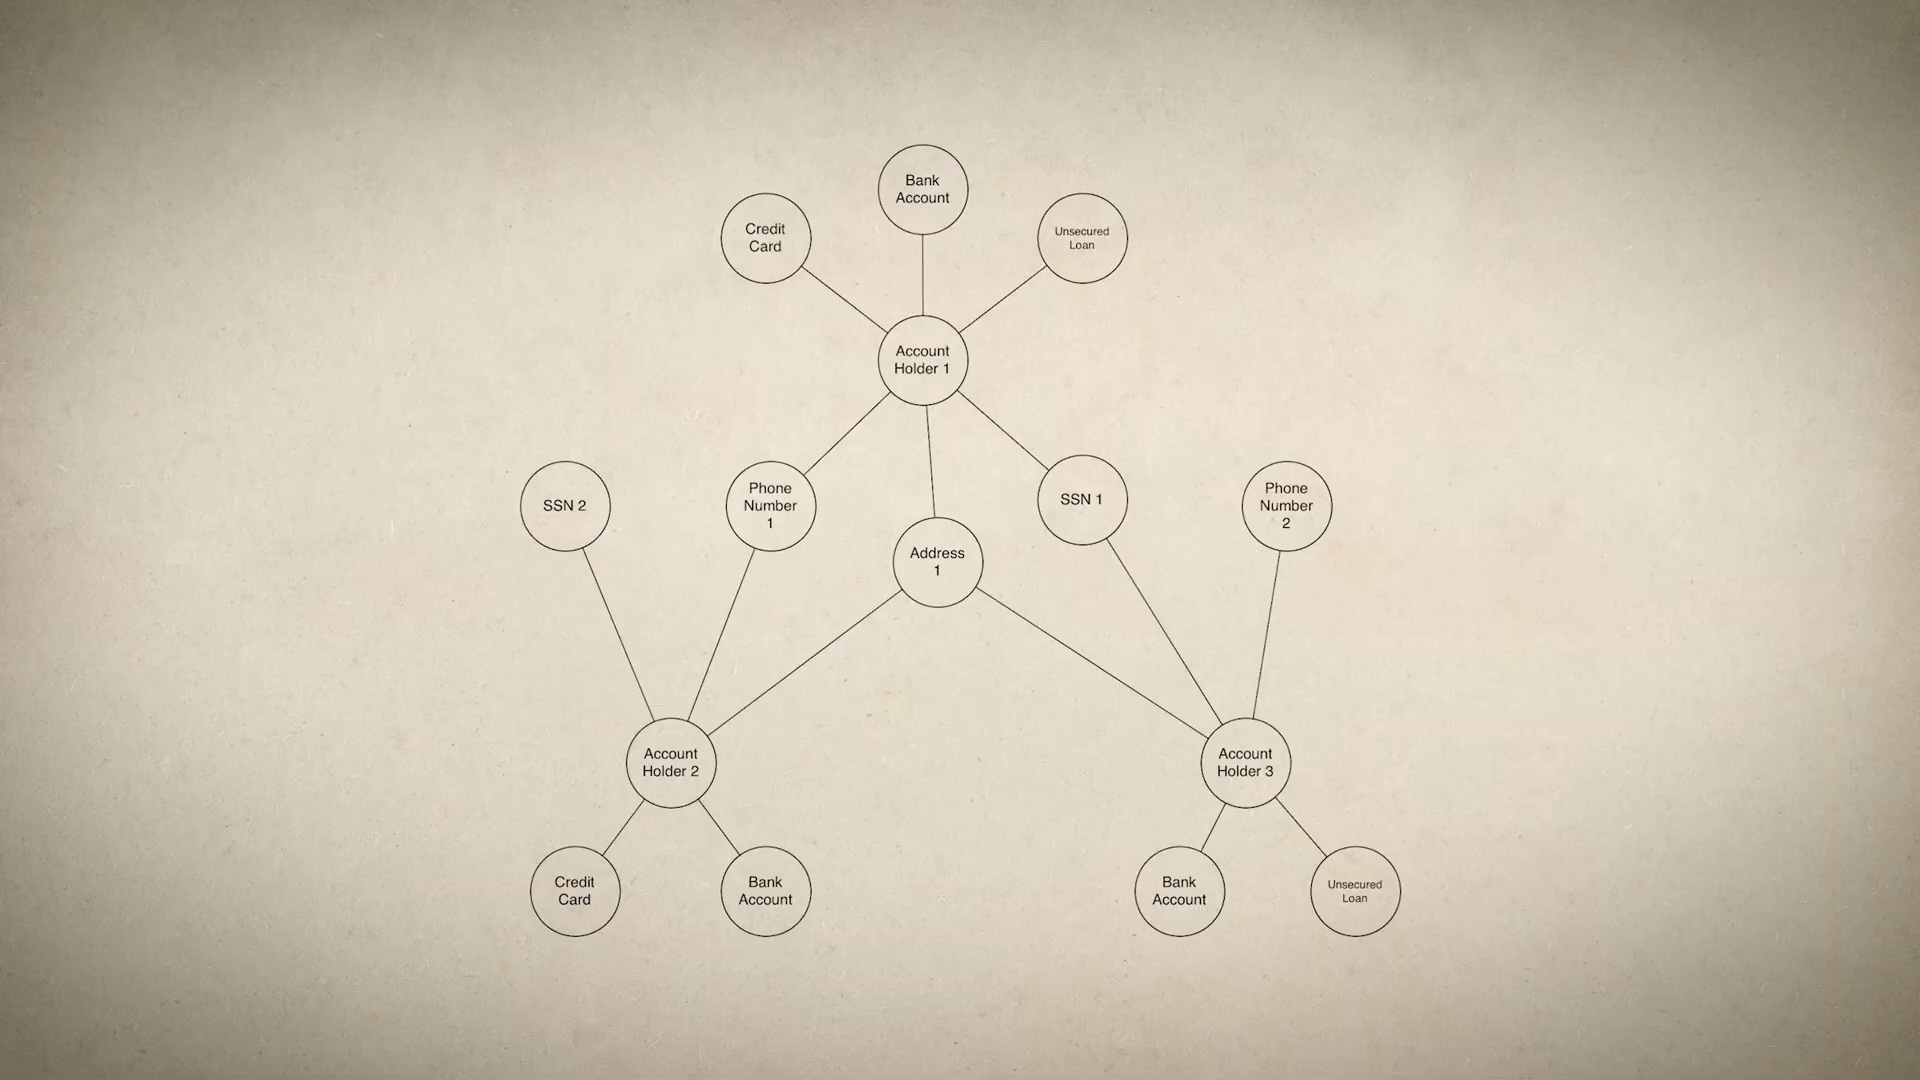 Bank
Account
Credit
Card
Unsecured
Loan
Account
Holder 1
SSN 2
Phone
Number
1
SSN 1
Phone
Number
2
Address
1
Account
Holder 2
Account
Holder 3
Credit
Card
Bank
Account
Bank
Account
Unsecured
Loan